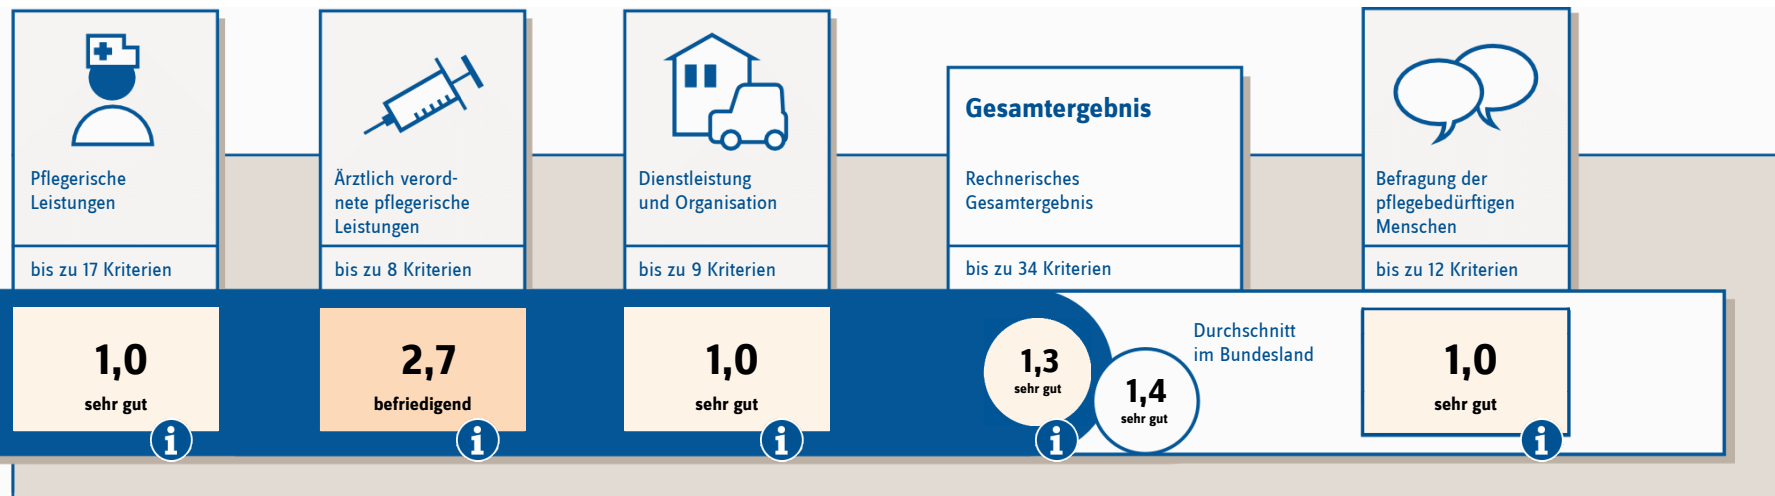 Pflegerische
Leistungen
bis zu 17 Kriterien
1,0
sehr gut
i
Ärztlich verord-
nete pflegerische
Leistungen
bis zu 8 Kriterien
2,7
befriedigend
i
Dienstleistung
und Organisation
bis zu 9 Kriterien
1,0
sehr gut
i
Gesamtergebnis
Rechnerisches
Gesamtergebnis
bis zu 34 Kriterien
1,3
sehr gut
i
1,4
sehr gut
Durchschnitt
im Bundesland
Befragung der
pflegebedürftigen
Menschen
bis zu 12 Kriterien
1,0
sehr gut
i